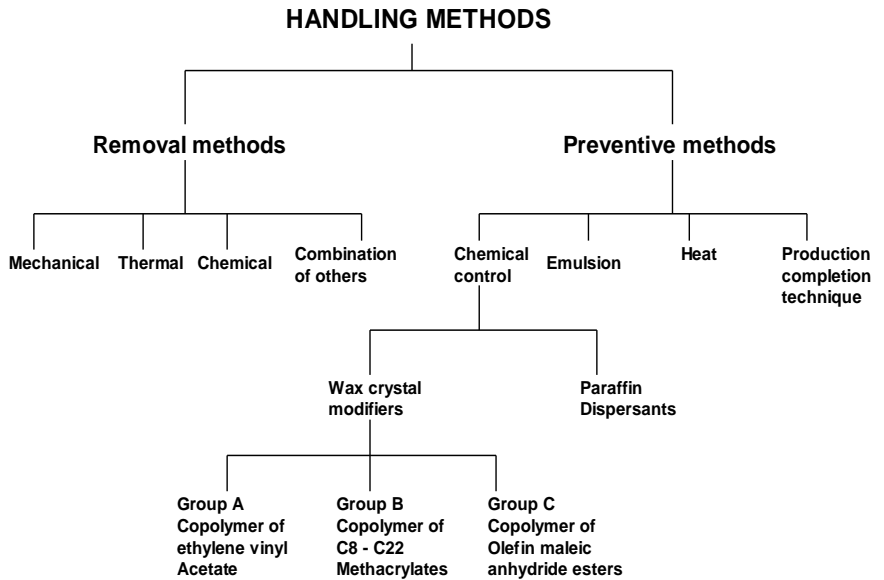 HANDLING METHODS
Removal methods
Preventive methods
Mechanical
Thermal
Chemical
Combination
of others
Chemical
control
Emulsion
Heat
Production
completion
technique
Wax crystal
modifiers
Paraffin
Dispersants
Group A
Copolymer of
ethylene vinyl
Acetate
Group B
Copolymer of
C8 - C22
Methacrylates
Group C
Copolymer of
Olefin maleic
anhydride esters